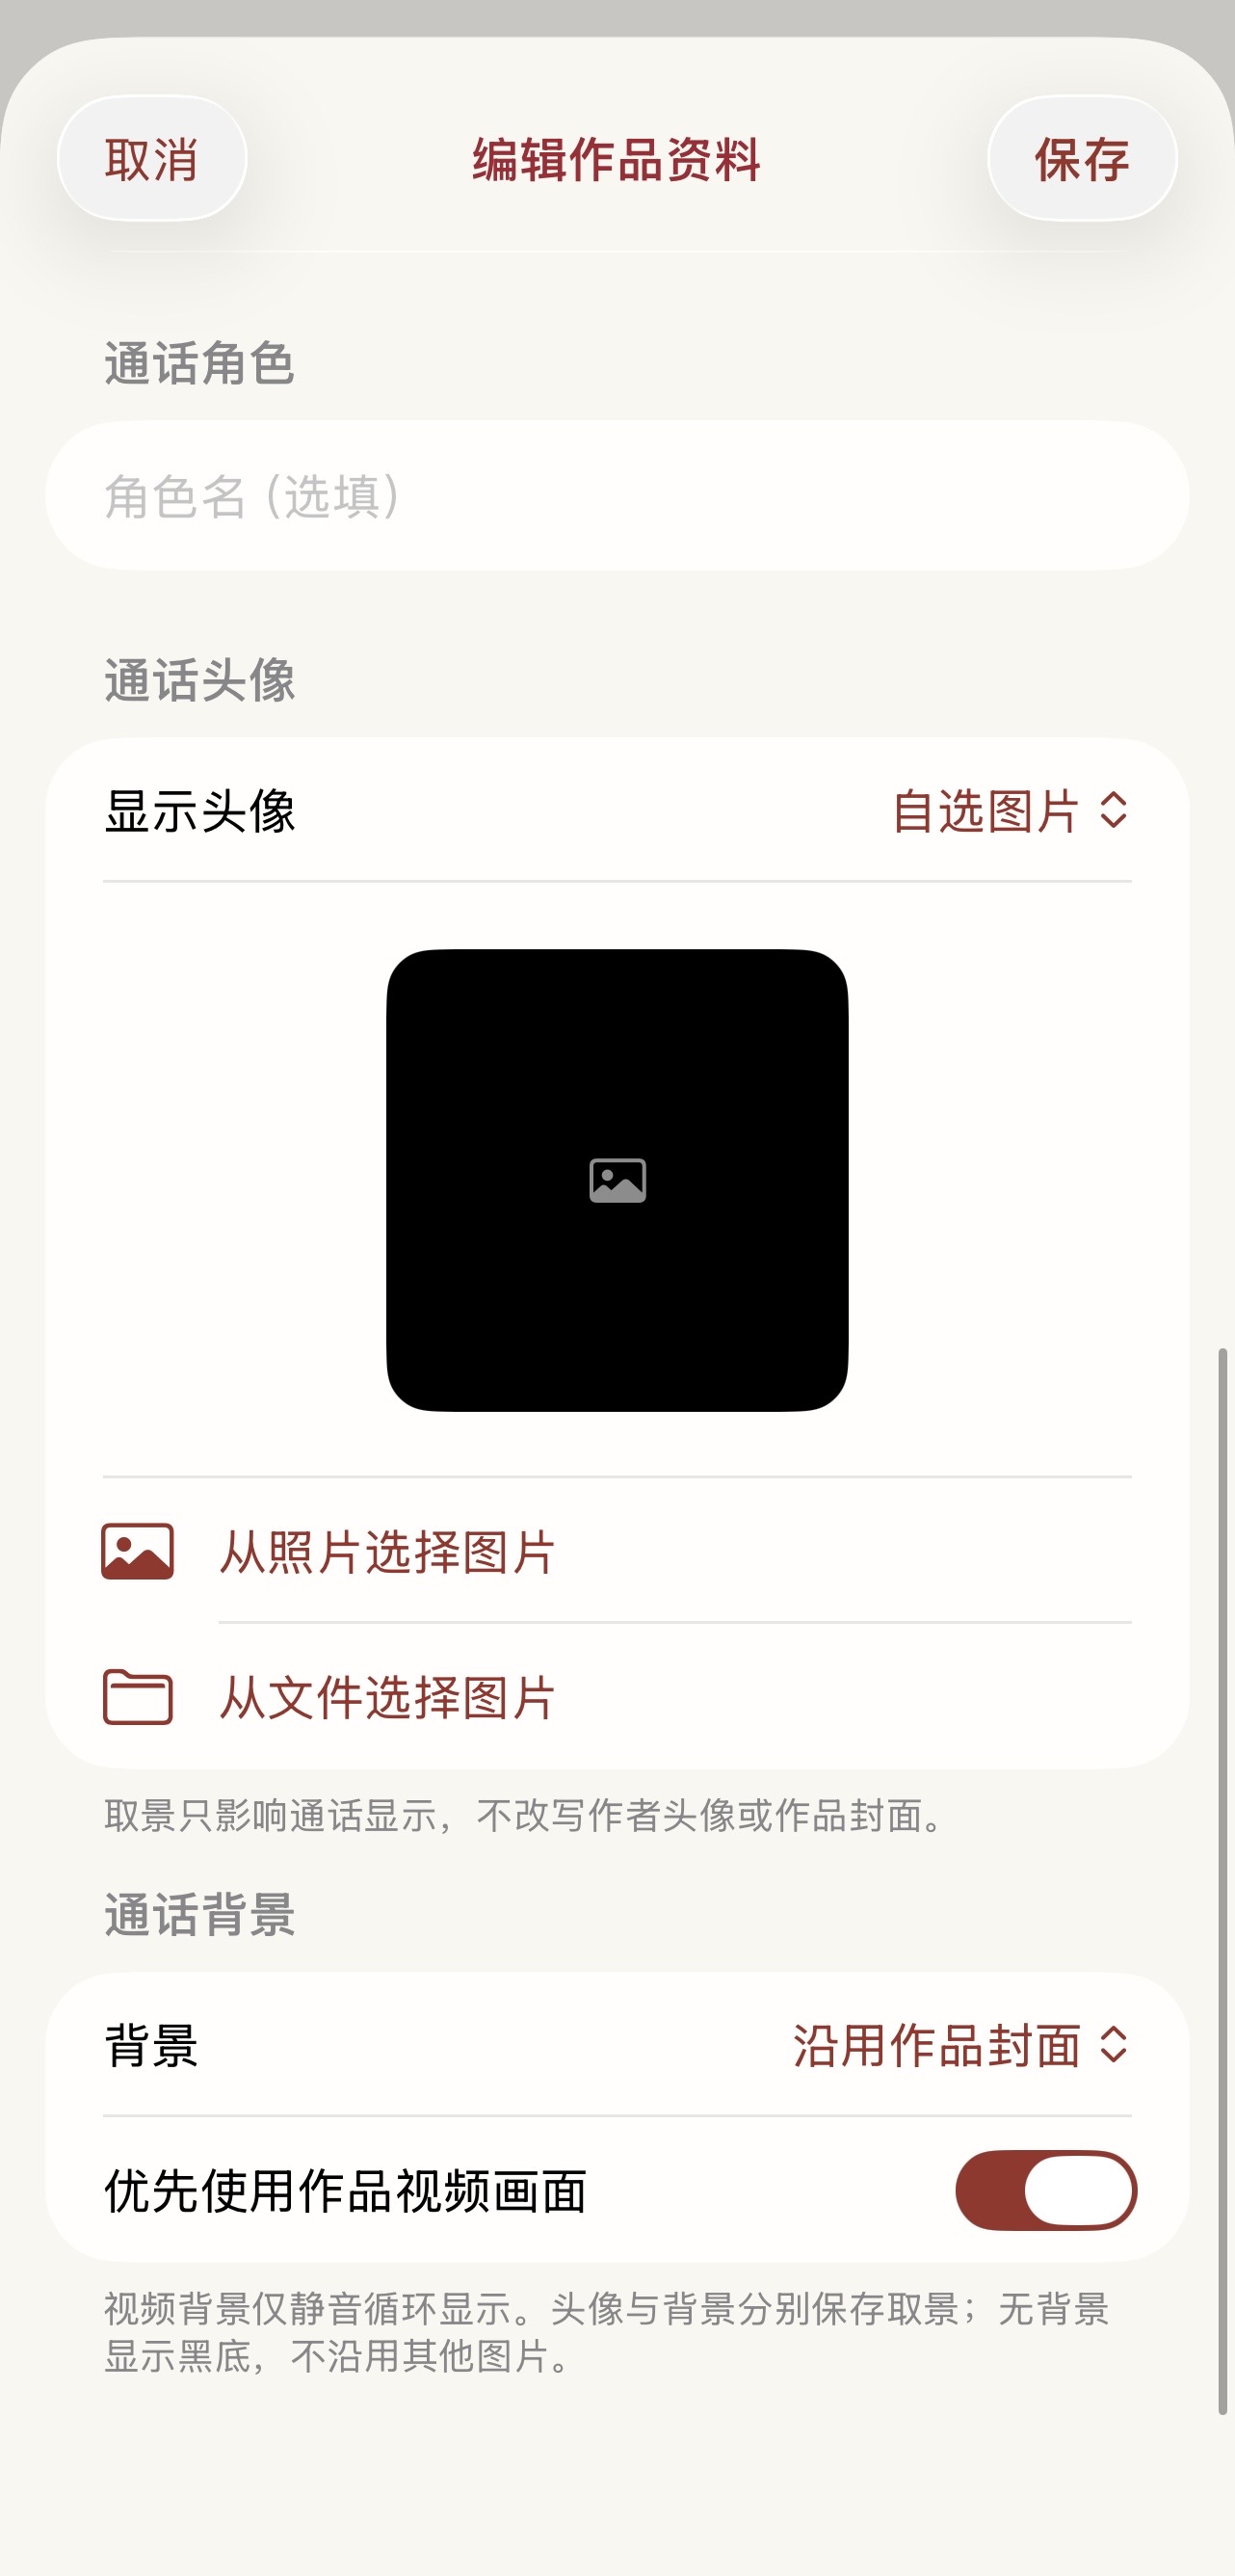 取消
编辑作品资料
保存
通话角色
角色名 (选填)
通话头像
显示头像
自选图片
从照片选择图片
从文件选择图片
取景只影响通话显示，不改写作者头像或作品封面。
通话背景
背景
沿用作品封面
优先使用作品视频画面
视频背景仅静音循环显示。头像与背景分别保存取景；无背景
显示黑底，不沿用其他图片。